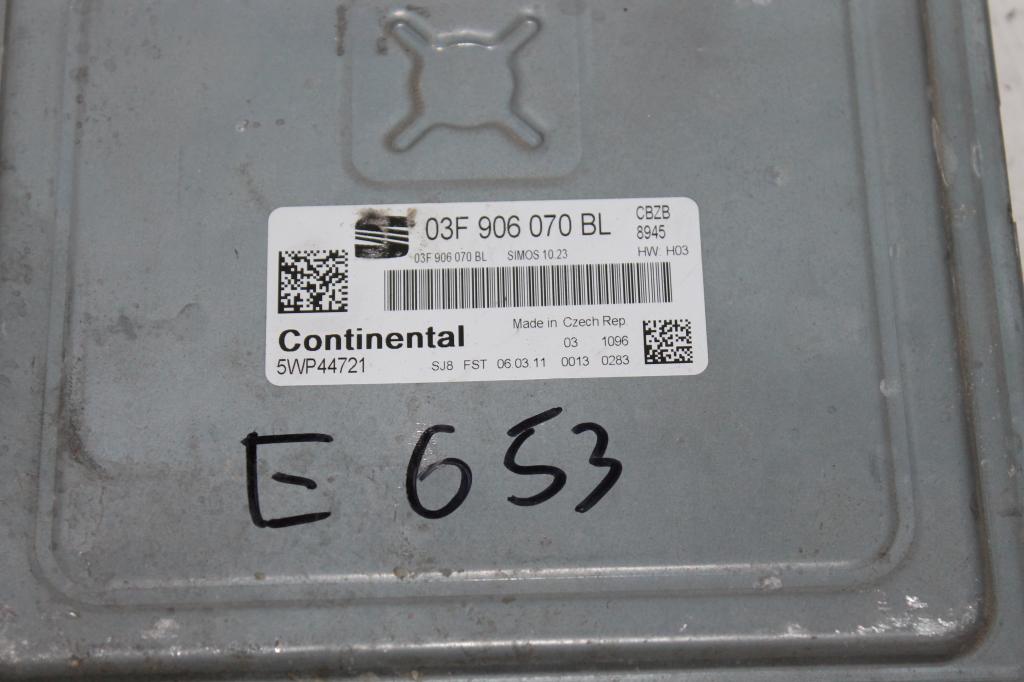 03F 906 070 BL CBZB
8945
03F 906 070 BL SIMOS 10.23 HW. H03
Continental Made in Czech Rep.
03 1096
5WP44721 SJ8 FST 06.03.11 0013 0283
E 653